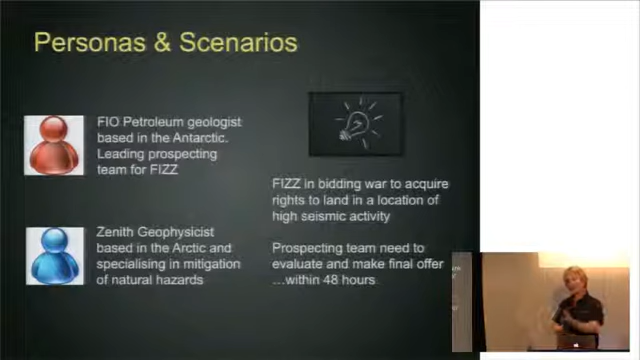 Personas & Scenarios
FIO Petroleum geologist
based in the Antarctic.
Leading prospecting
team for FIZZ
Zenith Geophysicist
based in the Arctic and
specialising in mitigation
of natural hazards
FIZZ in bidding war to acquire
rights to land in a location of
high seismic activity
Prospecting team need to
evaluate and make final offer
...within 48 hours